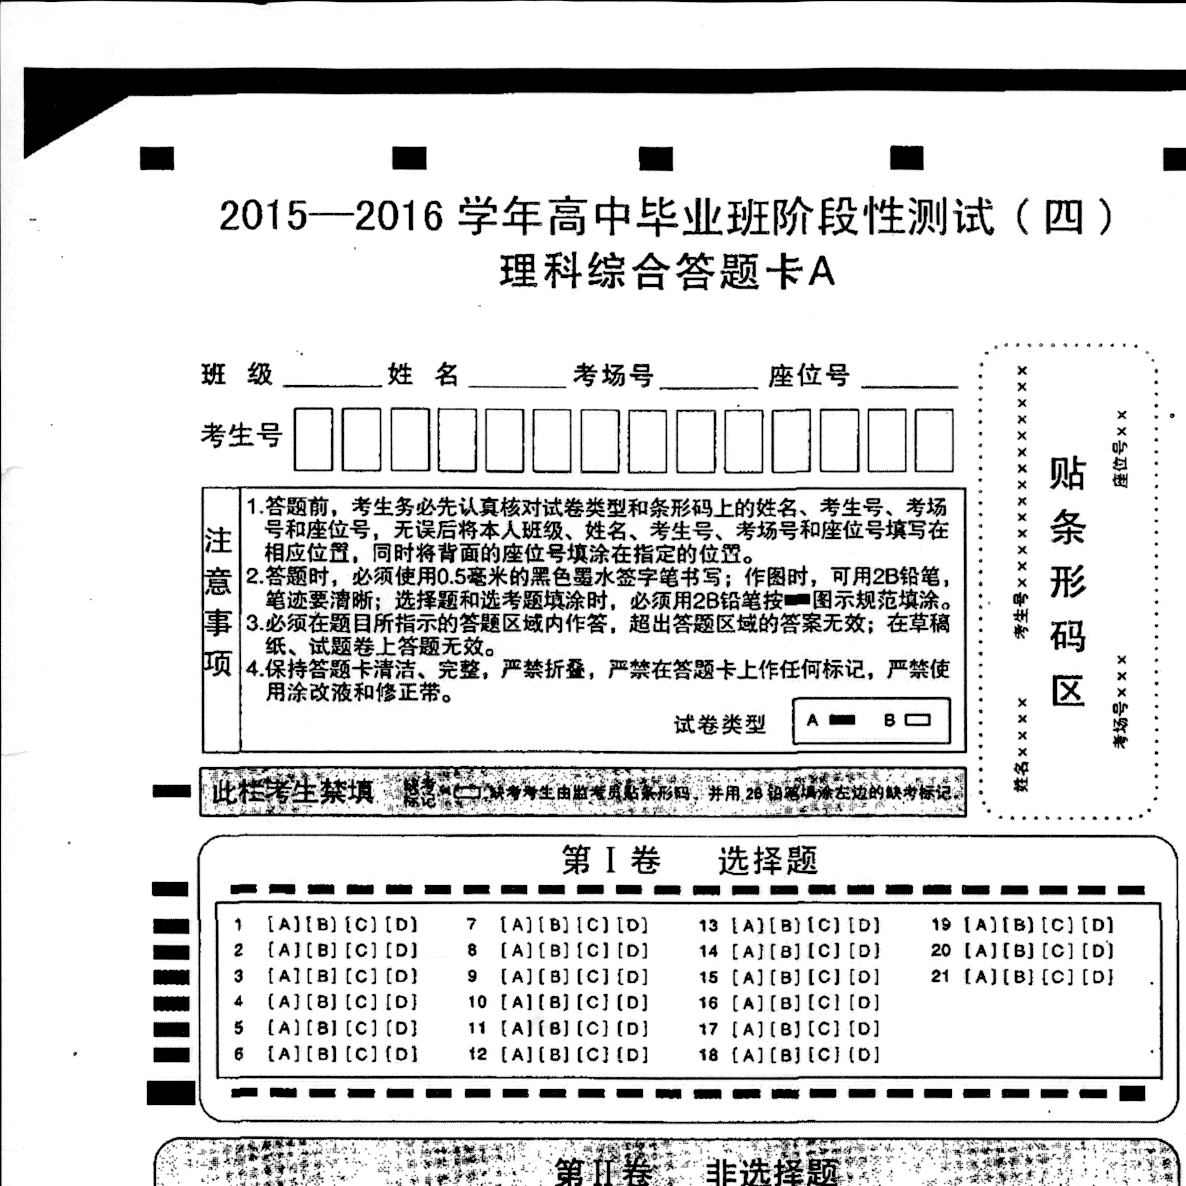 2015—2016 学年高中毕业班阶段性测试（四）
理科综合答题卡A
班 级 姓 名 考场号 座位号
考生号
注意事项
1.答题前，考生务必先认真核对试卷类型和条形码上的姓名、考生号、考场
号和座位号，无误后将本人班级、姓名、考生号、考场号和座位号填写在
相应位置，同时将背面的座位号填涂在指定的位置。
2.答题时，必须使用0.5毫米的黑色墨水签字笔书写；作图时，可用2B铅笔，
笔迹要清晰；选择题和选考题填涂时，必须用2B铅笔按图示规范填涂。
3.必须在题目所指示的答题区域内作答，超出答题区域的答案无效；在草稿
纸、试题卷上答题无效。
4.保持答题卡清洁、完整，严禁折叠，严禁在答题卡上作任何标记，严禁使
用涂改液和修正带。
试卷类型 A B
此栏考生禁填 缺考标记 缺考考生由监考员贴条形码，并用2B铅笔填涂左边的缺考标记。
姓名×××× 考生号×××××××××××××××
贴条形码区
考场号××× 座位号××
第Ⅰ卷 选择题
1 [A] [B] [C] [D] 7 [A] [B] [C] [D] 13 [A] [B] [C] [D] 19 [A] [B] [C] [D]
2 [A] [B] [C] [D] 8 [A] [B] [C] [D] 14 [A] [B] [C] [D] 20 [A] [B] [C] [D]
3 [A] [B] [C] [D] 9 [A] [B] [C] [D] 15 [A] [B] [C] [D] 21 [A] [B] [C] [D]
4 [A] [B] [C] [D] 10 [A] [B] [C] [D] 16 [A] [B] [C] [D]
5 [A] [B] [C] [D] 11 [A] [B] [C] [D] 17 [A] [B] [C] [D]
6 [A] [B] [C] [D] 12 [A] [B] [C] [D] 18 [A] [B] [C] [D]
第Ⅱ卷 非选择题